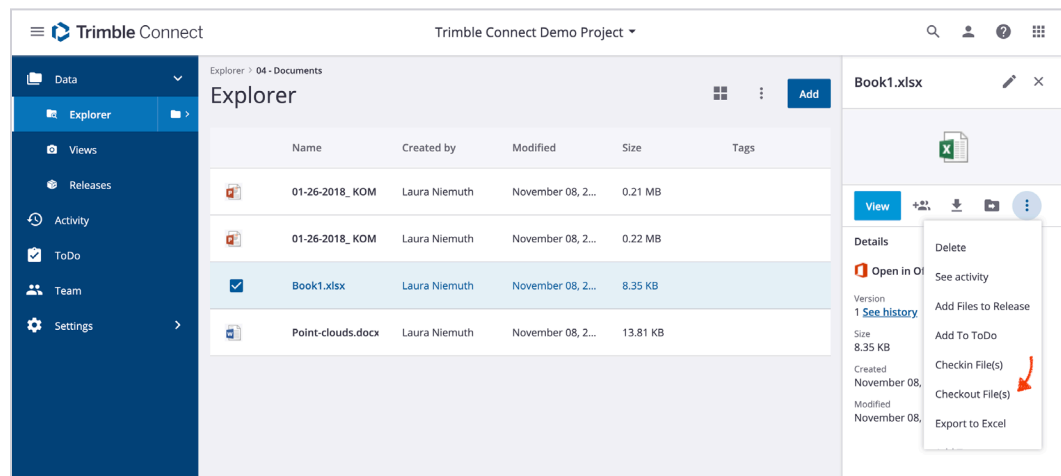 Trimble Connect
Trimble Connect Demo Project
Data
Explorer
Views
Releases
Activity
ToDo
Team
Settings
Explorer > 04 - Documents
Explorer
Add
Name Created by Modified Size Tags
01-26-2018_ KOM Laura Niemuth November 08, 2... 0.21 MB
01-26-2018_ KOM Laura Niemuth November 08, 2... 0.22 MB
Book1.xlsx Laura Niemuth November 08, 2... 8.35 KB
Point-clouds.docx Laura Niemuth November 08, 2... 13.81 KB
Book1.xlsx
View
Details
Open in Of
Version
1 See history
Size
8.35 KB
Created
November 08,
Modified
November 08,
Delete
See activity
Add Files to Release
Add To ToDo
Checkin File(s)
Checkout File(s)
Export to Excel